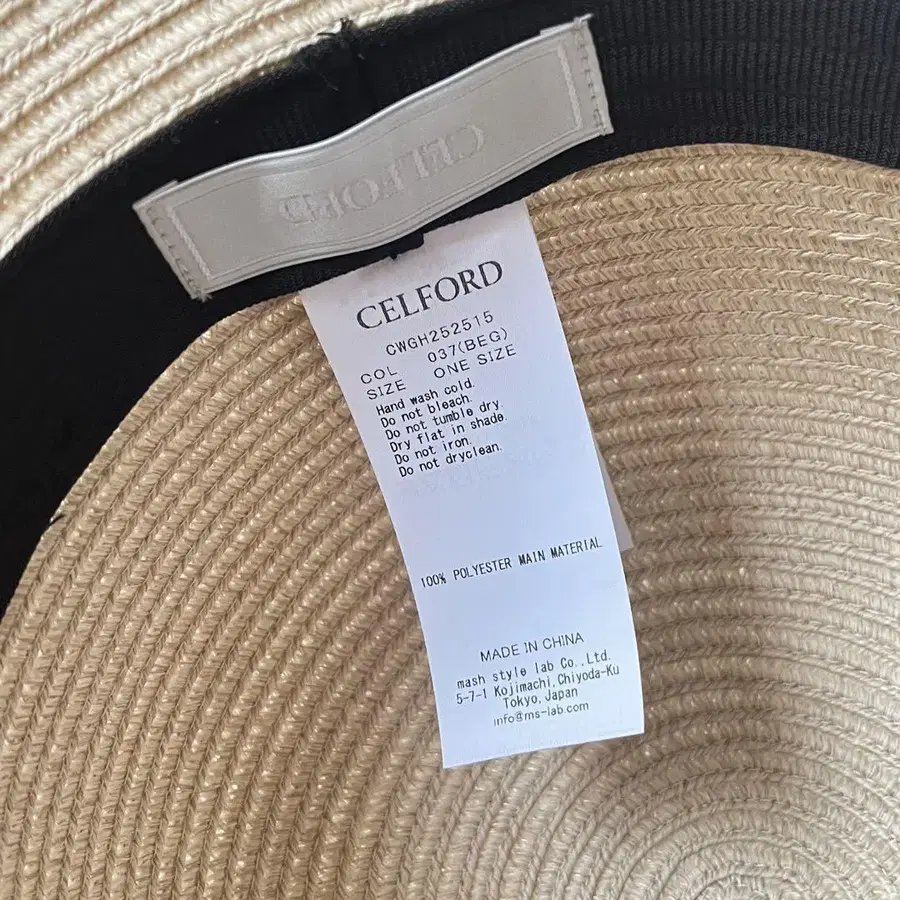 CELFORD
CELFORD
CWGH252515
COL 037(BEG)
SIZE ONE SIZE
Hand wash cold.
Do not bleach.
Do not tumble dry.
Dry flat in shade.
Do not iron.
Do not dryclean.
100% POLYESTER MAIN MATERIAL
MADE IN CHINA
mash style lab Co.,Ltd.
5-7-1 Kojimachi,Chiyoda-Ku
Tokyo,Japan
info@ms-lab.com